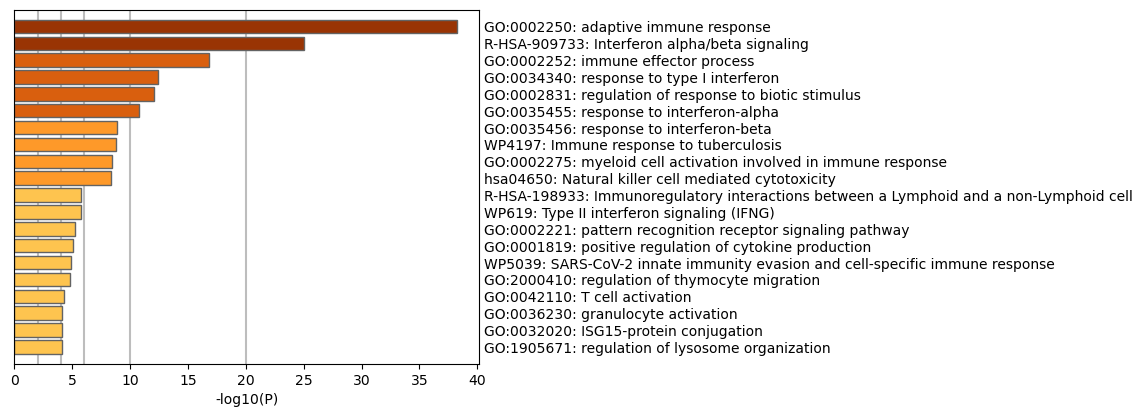 GO:0002250: adaptive immune response
R-HSA-909733: Interferon alpha/beta signaling
GO:0002252: immune effector process
GO:0034340: response to type I interferon
GO:0002831: regulation of response to biotic stimulus
GO:0035455: response to interferon-alpha
GO:0035456: response to interferon-beta
WP4197: Immune response to tuberculosis
GO:0002275: myeloid cell activation involved in immune response
hsa04650: Natural killer cell mediated cytotoxicity
R-HSA-198933: Immunoregulatory interactions between a Lymphoid and a non-Lymphoid cell
WP619: Type II interferon signaling (IFNG)
GO:0002221: pattern recognition receptor signaling pathway
GO:0001819: positive regulation of cytokine production
WP5039: SARS-CoV-2 innate immunity evasion and cell-specific immune response
GO:2000410: regulation of thymocyte migration
GO:0042110: T cell activation
GO:0036230: granulocyte activation
GO:0032020: ISG15-protein conjugation
GO:1905671: regulation of lysosome organization
0 5 10 15 20 25 30 35 40
-log10(P)